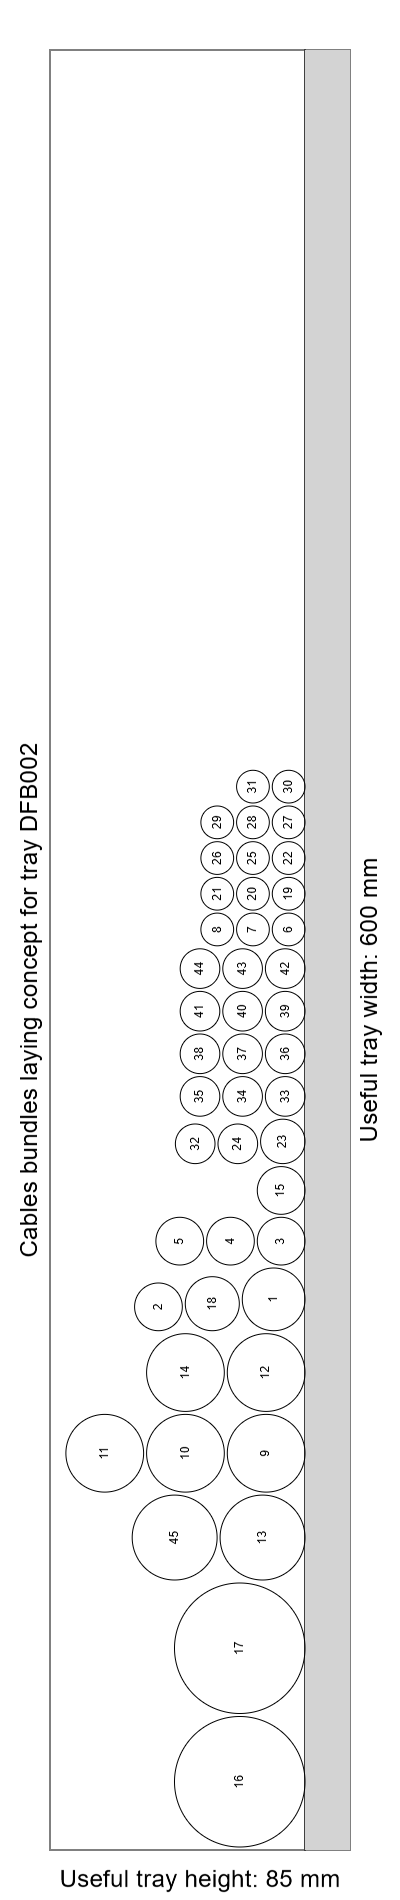 Cables bundles laying concept for tray DFB002
31 30
29 28 27
26 25 22
21 20 19
8 7 6
44 43 42
41 40 39
38 37 36
35 34 33
32 24 23
15
5 4 3
2 18 1
14 12
11 10 9
45 13
17
16
Useful tray width: 600 mm
Useful tray height: 85 mm